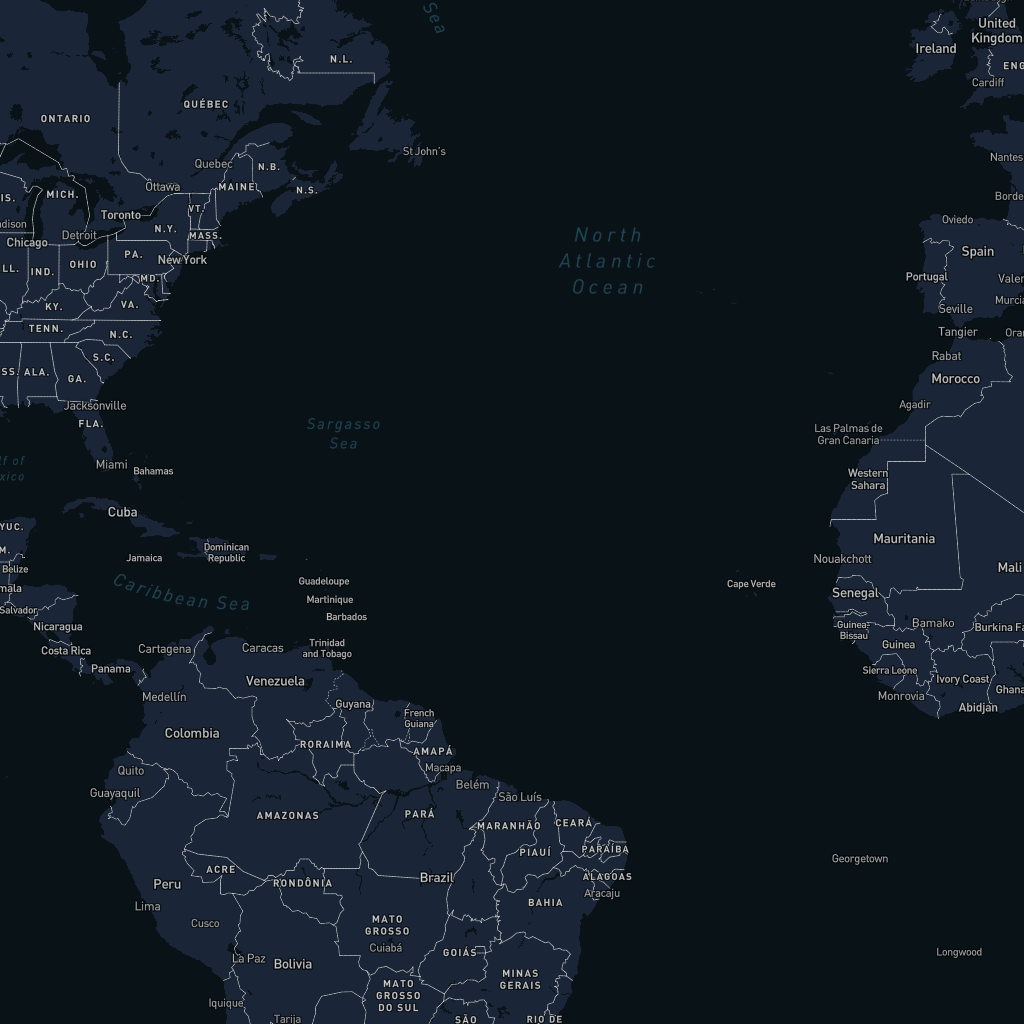 Sea
N.L.
United
Kingdom
Ireland
ENG
Cardiff
QUÉBEC
ONTARIO
St John's
Nantes
Quebec
N.B.
Ottawa
MAINE
N.S.
IS.
MICH.
Borde
VT.
Toronto
Oviedo
dison
N.Y.
MASS.
North
Atlantic
Ocean
Chicago
Detroit
Spain
PA.
New York
LL.
IND.
OHIO
MD.
Portugal
Valer
KY.
VA.
Murcia
Seville
TENN.
N.C.
Tangier
Oran
S.C.
Rabat
SS.
ALA.
GA.
Morocco
Jacksonville
Agadir
FLA.
Sargasso
Sea
Las Palmas de
Gran Canaria
lf of
xico
Miami
Bahamas
Western
Sahara
Cuba
YUC.
Mauritania
M.
Dominican
Republic
Jamaica
Nouakchott
Belize
Mali
mala
Caribbean Sea
Guadeloupe
Cape Verde
Senegal
Martinique
Salvador
Barbados
Nicaragua
Guinea-
Bissau
Bamako
Burkina Fa
Costa Rica
Cartagena
Caracas
Trinidad
and Tobago
Guinea
Panama
Sierra Leone
Venezuela
Ivory Coast
Medellín
Monrovia
Ghana
Guyana
Abidjan
French
Guiana
Colombia
RORAIMA
AMAPÁ
Quito
Macapa
Guayaquil
Belém
São Luís
AMAZONAS
PARÁ
MARANHÃO
CEARÁ
PIAUÍ
PARAÍBA
Georgetown
ACRE
Peru
RONDÔNIA
Brazil
ALAGOAS
Aracaju
Lima
BAHIA
Cusco
MATO
GROSSO
Cuiabá
La Paz
Bolivia
GOIÁS
Longwood
MINAS
GERAIS
MATO
GROSSO
DO SUL
Iquique
Tarija
SÃO
RIO DE